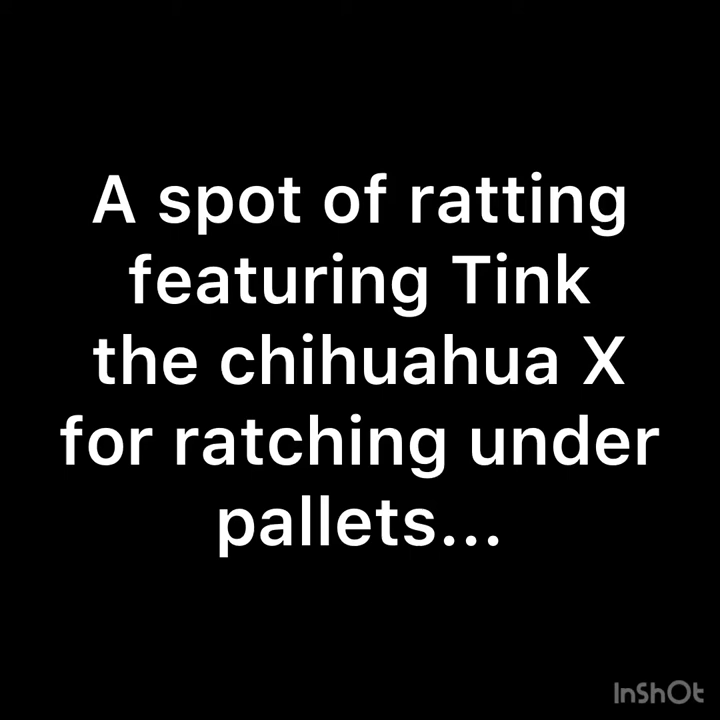 A spot of ratting
featuring Tink
the chihuahua X
for ratching under
pallets...
InShOt